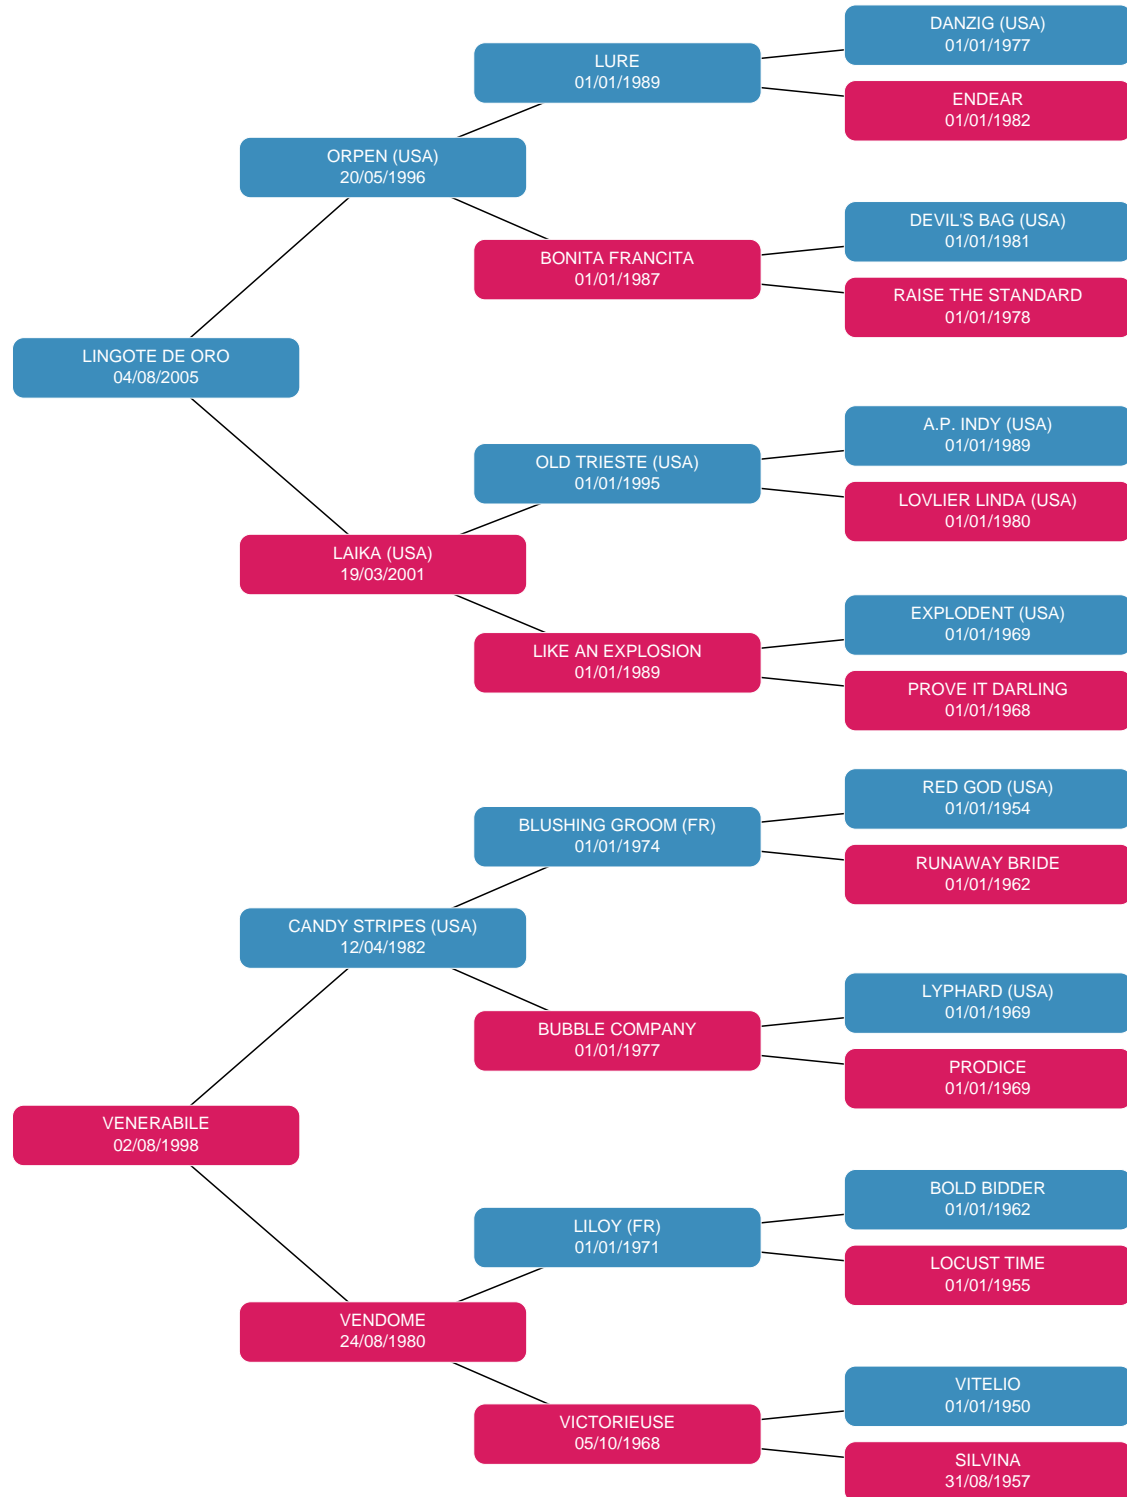 DANZIG (USA)
01/01/1977
LURE
01/01/1989
ENDEAR
01/01/1982
ORPEN (USA)
20/05/1996
DEVIL'S BAG (USA)
01/01/1981
BONITA FRANCITA
01/01/1987
RAISE THE STANDARD
01/01/1978
LINGOTE DE ORO
04/08/2005
A.P. INDY (USA)
01/01/1989
OLD TRIESTE (USA)
01/01/1995
LOVLIER LINDA (USA)
01/01/1980
LAIKA (USA)
19/03/2001
EXPLODENT (USA)
01/01/1969
LIKE AN EXPLOSION
01/01/1989
PROVE IT DARLING
01/01/1968
RED GOD (USA)
01/01/1954
BLUSHING GROOM (FR)
01/01/1974
RUNAWAY BRIDE
01/01/1962
CANDY STRIPES (USA)
12/04/1982
LYPHARD (USA)
01/01/1969
BUBBLE COMPANY
01/01/1977
PRODICE
01/01/1969
VENERABILE
02/08/1998
BOLD BIDDER
01/01/1962
LILOY (FR)
01/01/1971
LOCUST TIME
01/01/1955
VENDOME
24/08/1980
VITELIO
01/01/1950
VICTORIEUSE
05/10/1968
SILVINA
31/08/1957